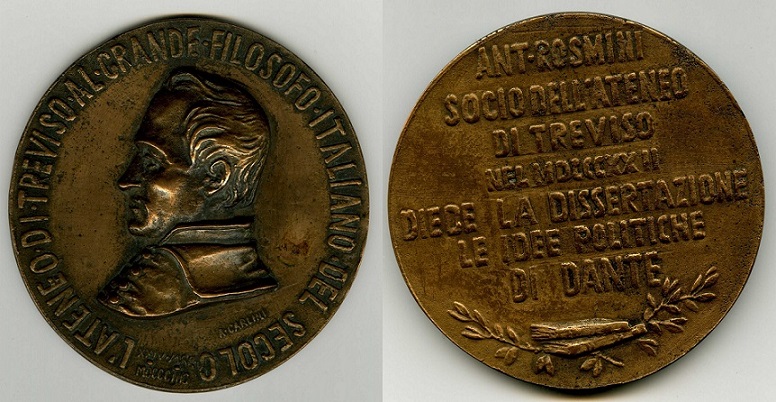 L'ATENEO·DI·TREVISO·AL·GRANDE·FILOSOFO·ITALIANO·DEL·SECOLO
CARLINI
ANT·ROSMINI
SOCIO DELL'ATENEO
DI TREVISO
NEL MDCCCXXII
DIECE LA DISSERTAZIONE
LE IDEE POLITICHE
DI DANTE